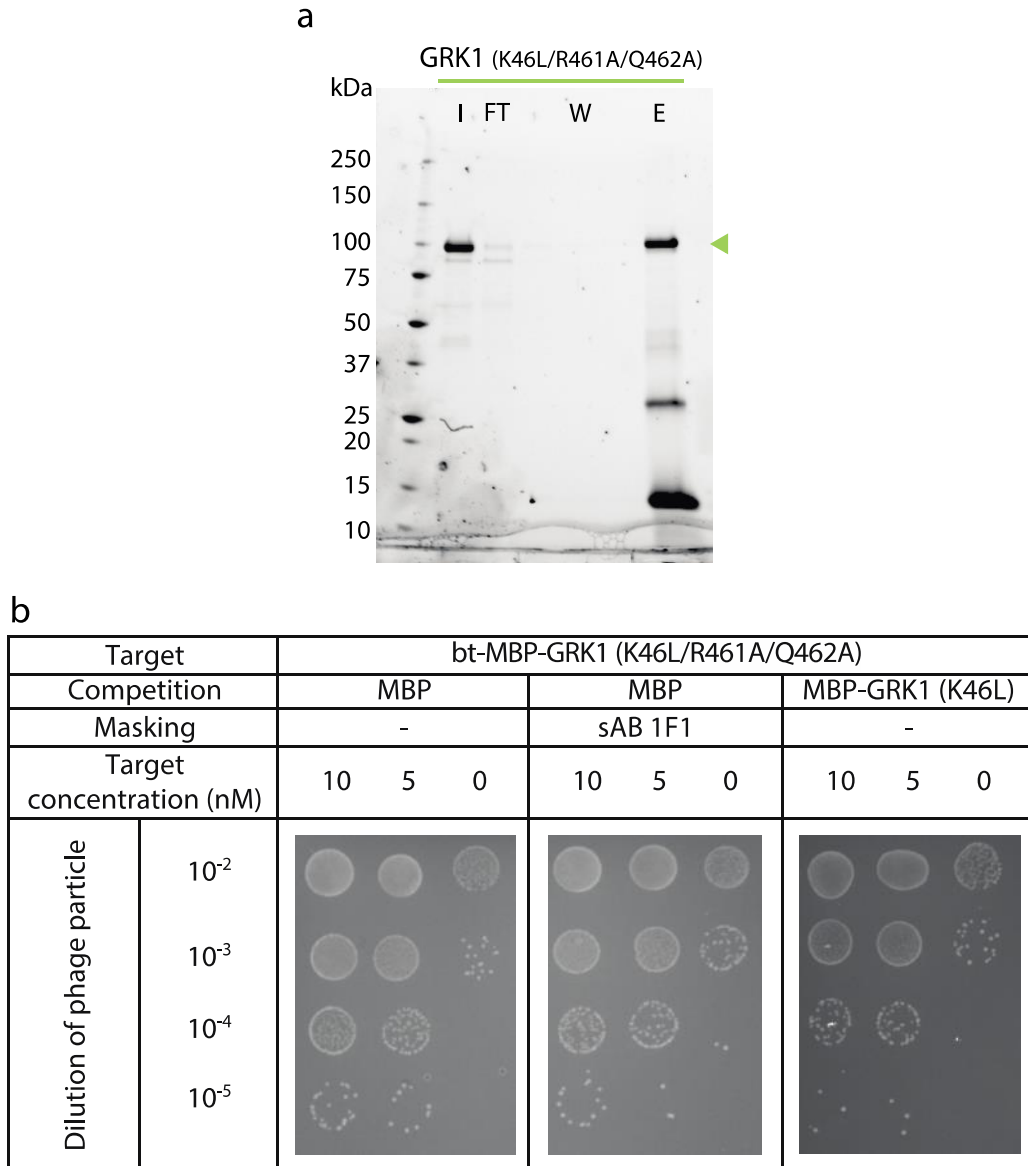 a
GRK1 (K46L/R461A/Q462A)
kDa
I FT W E
250
150
100
75
50
37
25
20
15
10
b
Target bt-MBP-GRK1 (K46L/R461A/Q462A)
Competition MBP MBP MBP-GRK1 (K46L)
Masking - sAB 1F1 -
Target
concentration (nM) 10 5 0 10 5 0 10 5 0
Dilution of phage particle
10-2
10-3
10-4
10-5